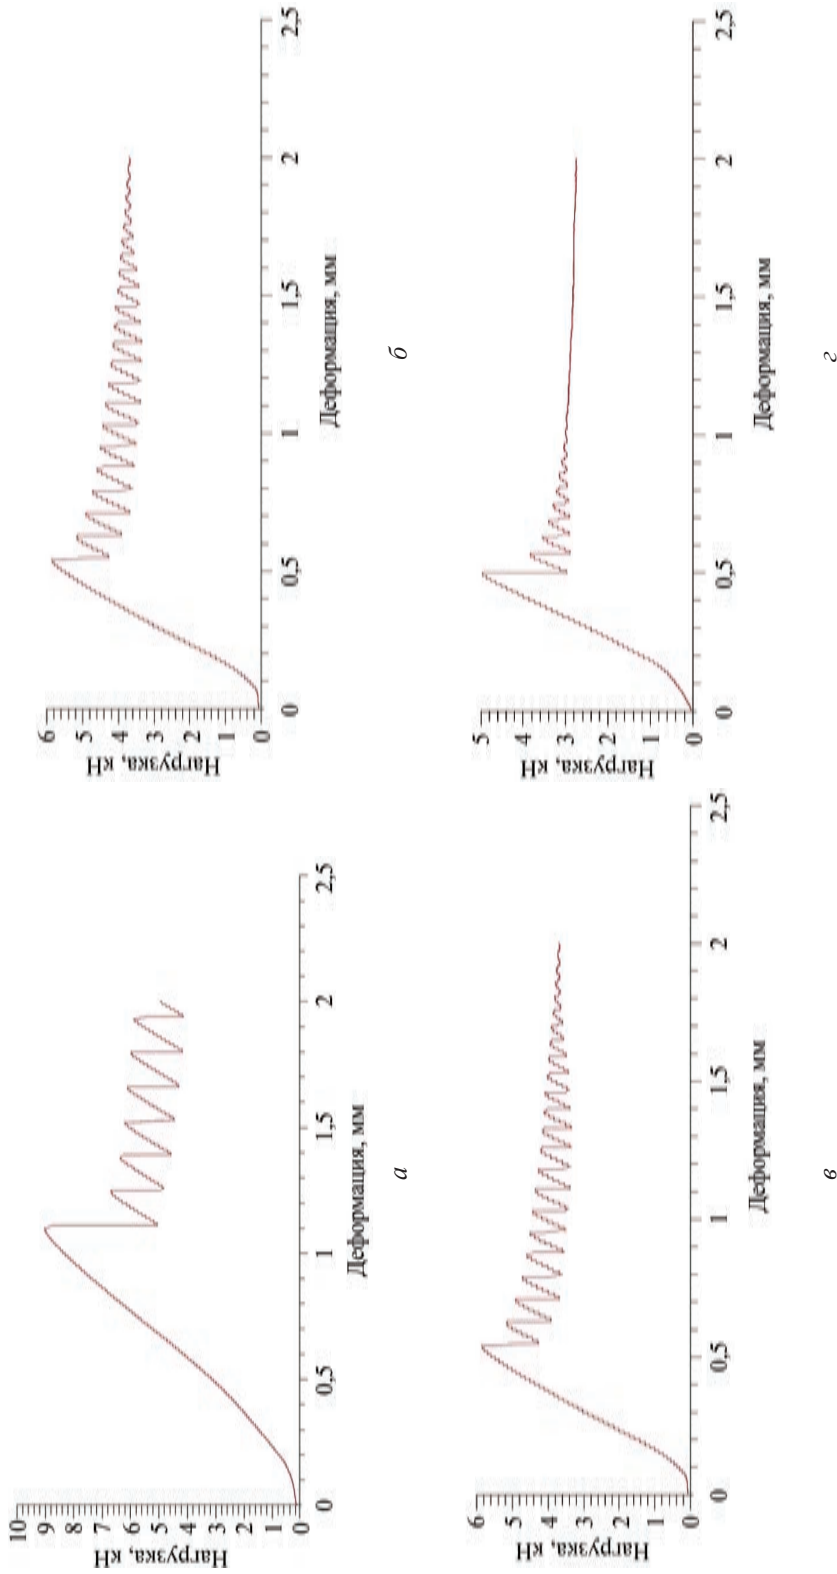 Нагрузка, кН
10
9
8
7
6
5
4
3
2
1
0
0 0,5 1 1,5 2 2,5
Деформация, мм
а
Нагрузка, кН
6
5
4
3
2
1
0
0 0,5 1 1,5 2 2,5
Деформация, мм
б
Нагрузка, кН
6
5
4
3
2
1
0
0 0,5 1 1,5 2 2,5
Деформация, мм
в
Нагрузка, кН
5
4
3
2
1
0
0 0,5 1 1,5 2 2,5
Деформация, мм
г